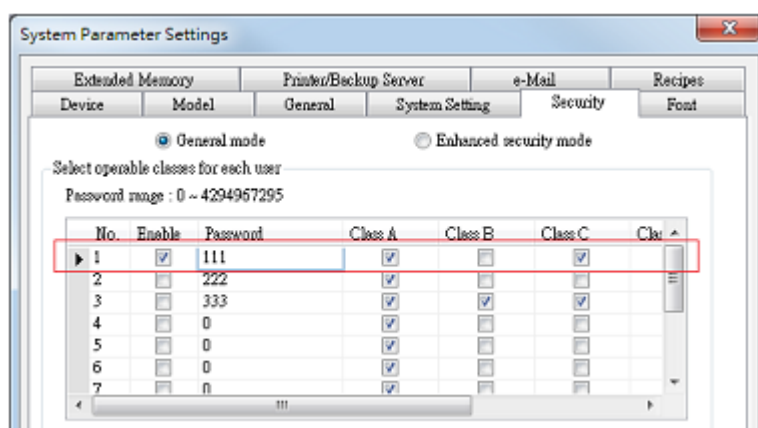 System Parameter Settings
Extended Memory Printer/Backup Server e-Mail Recipes
Device Model General System Setting Security Font
General mode Enhanced security mode
Select operable classes for each user
Password range : 0 ~ 4294967295
No. Enable Password Class A Class B Class C Clas
1 111
2 222
3 333
4 0
5 0
6 0
7 0